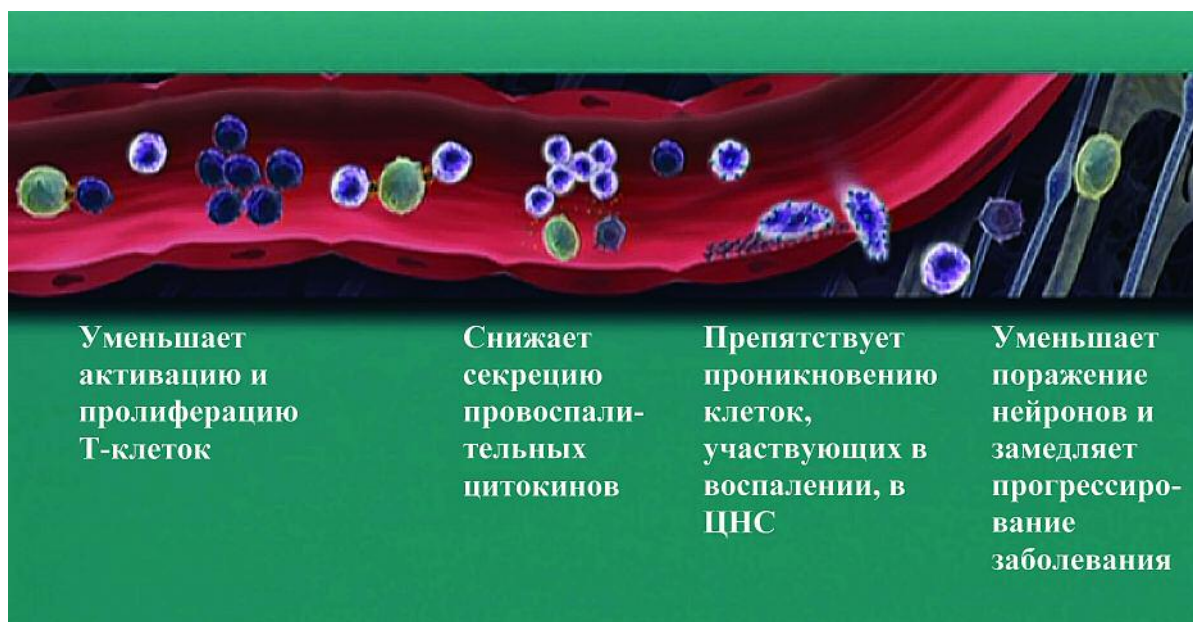 Уменьшает
активацию и
пролиферацию
Т-клеток
Снижает
секрецию
провоспали-
тельных
цитокинов
Препятствует
проникновению
клеток,
участвующих в
воспалении, в
ЦНС
Уменьшает
поражение
нейронов и
замедляет
прогрессиро-
вание
заболевания